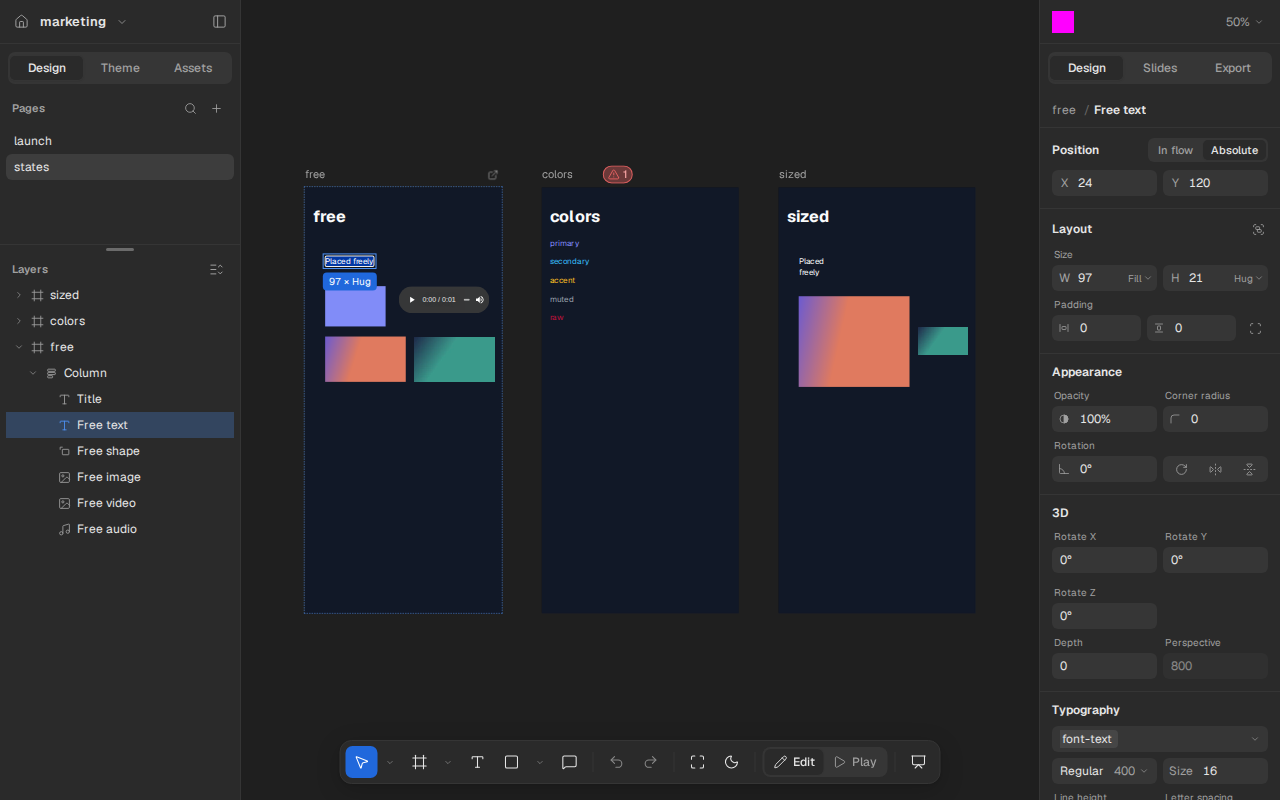 marketing
50%
Design Theme Assets
Design Slides Export
Pages
free / Free text
launch
states
Position In flow Absolute
X 24 Y 120
Layers
sized
colors
free
Column
Title
Free text
Free shape
Free image
Free video
Free audio
free
free
Placed freely
97 × Hug
0:00 / 0:01
colors 1
colors
primary
secondary
accent
muted
raw
sized
sized
Placed
freely
Edit Play
Layout
Size
W 97 Fill H 21 Hug
Padding
0 0
Appearance
Opacity Corner radius
100% 0
Rotation
0°
3D
Rotate X Rotate Y
0° 0°
Rotate Z
0°
Depth Perspective
0 800
Typography
font-text
Regular 400 Size 16
Line height Letter spacing